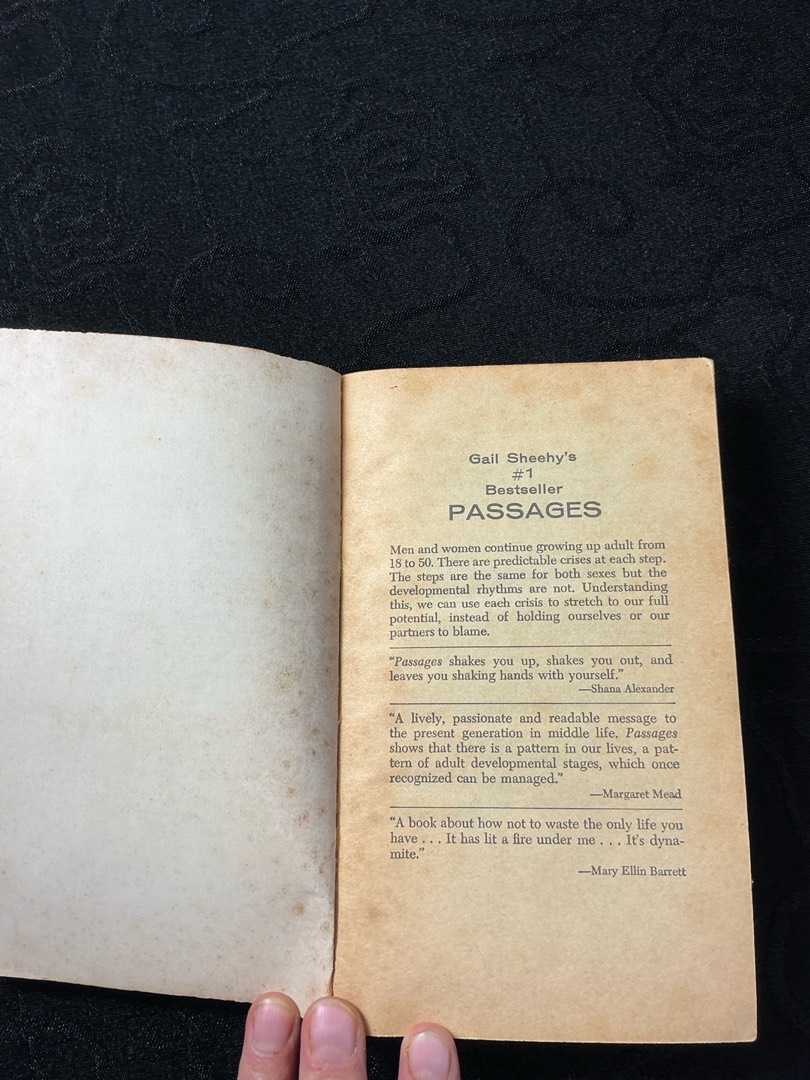 Gail Sheehy's
#1
Bestseller
PASSAGES
Men and women continue growing up adult from
18 to 50. There are predictable crises at each step.
The steps are the same for both sexes but the
developmental rhythms are not. Understanding
this, we can use each crisis to stretch to our full
potential, instead of holding ourselves or our
partners to blame.
"Passages shakes you up, shakes you out, and
leaves you shaking hands with yourself."
—Shana Alexander
"A lively, passionate and readable message to
the present generation in middle life. Passages
shows that there is a pattern in our lives, a pat-
tern of adult developmental stages, which once
recognized can be managed."
—Margaret Mead
"A book about how not to waste the only life you
have . . . It has lit a fire under me . . . It's dyna-
mite."
—Mary Ellin Barrett